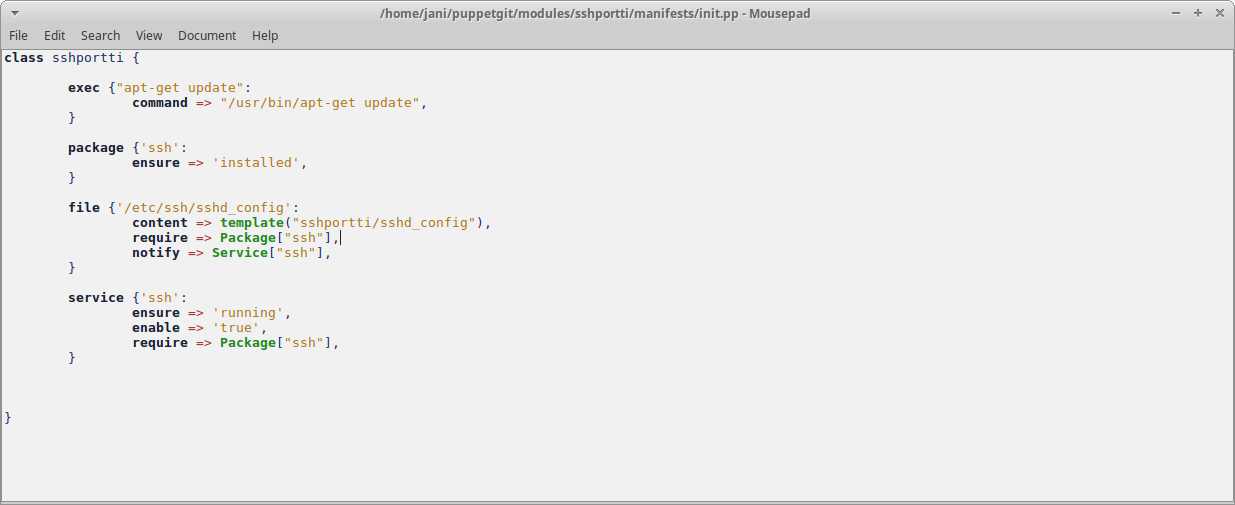 /home/jani/puppetgit/modules/sshportti/manifests/init.pp - Mousepad
File Edit Search View Document Help
class sshportti {
exec {"apt-get update":
command => "/usr/bin/apt-get update",
}
package {'ssh':
ensure => 'installed',
}
file {'/etc/ssh/sshd_config':
content => template("sshportti/sshd_config"),
require => Package["ssh"],
notify => Service["ssh"],
}
service {'ssh':
ensure => 'running',
enable => 'true',
require => Package["ssh"],
}
}